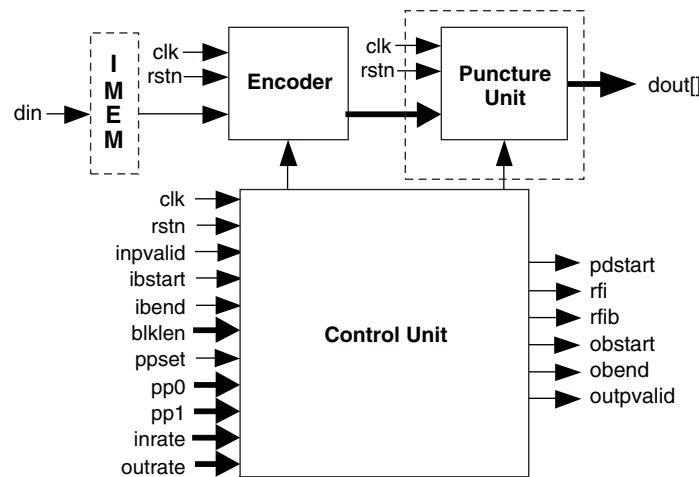 clk
rstn
din
I
M
E
M
Encoder
clk
rstn
Puncture
Unit
dout[]
clk
rstn
inpvalid
ibstart
ibend
blklen
ppset
pp0
pp1
inrate
outrate
Control Unit
pdstart
rfi
rfib
obstart
obend
outpvalid